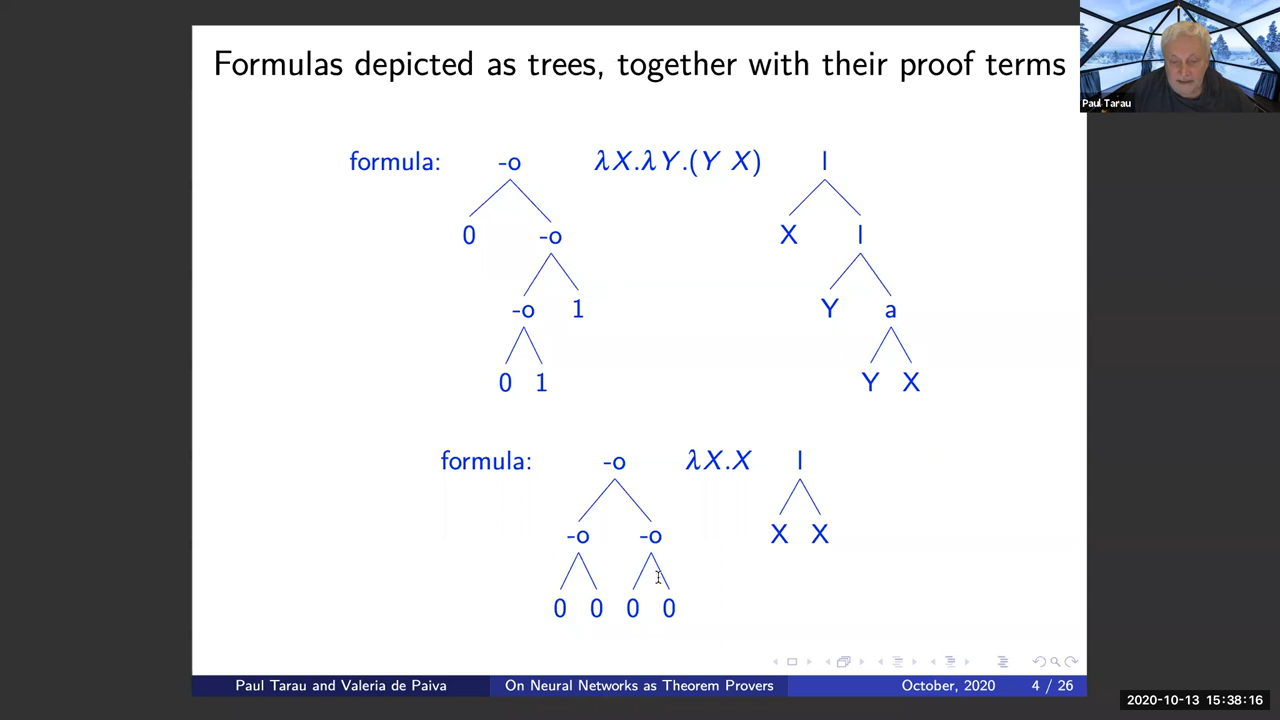 Formulas depicted as trees, together with their proof terms
Paul Tarau
formula: -o λX.λY.(Y X) l
0 -o X l
-o 1 Y a
0 1 Y X
formula: -o λX.X l
-o -o X X
0 0 0 0
Paul Tarau and Valeria de Paiva On Neural Networks as Theorem Provers October, 2020 4 / 26
2020-10-13 15:38:16